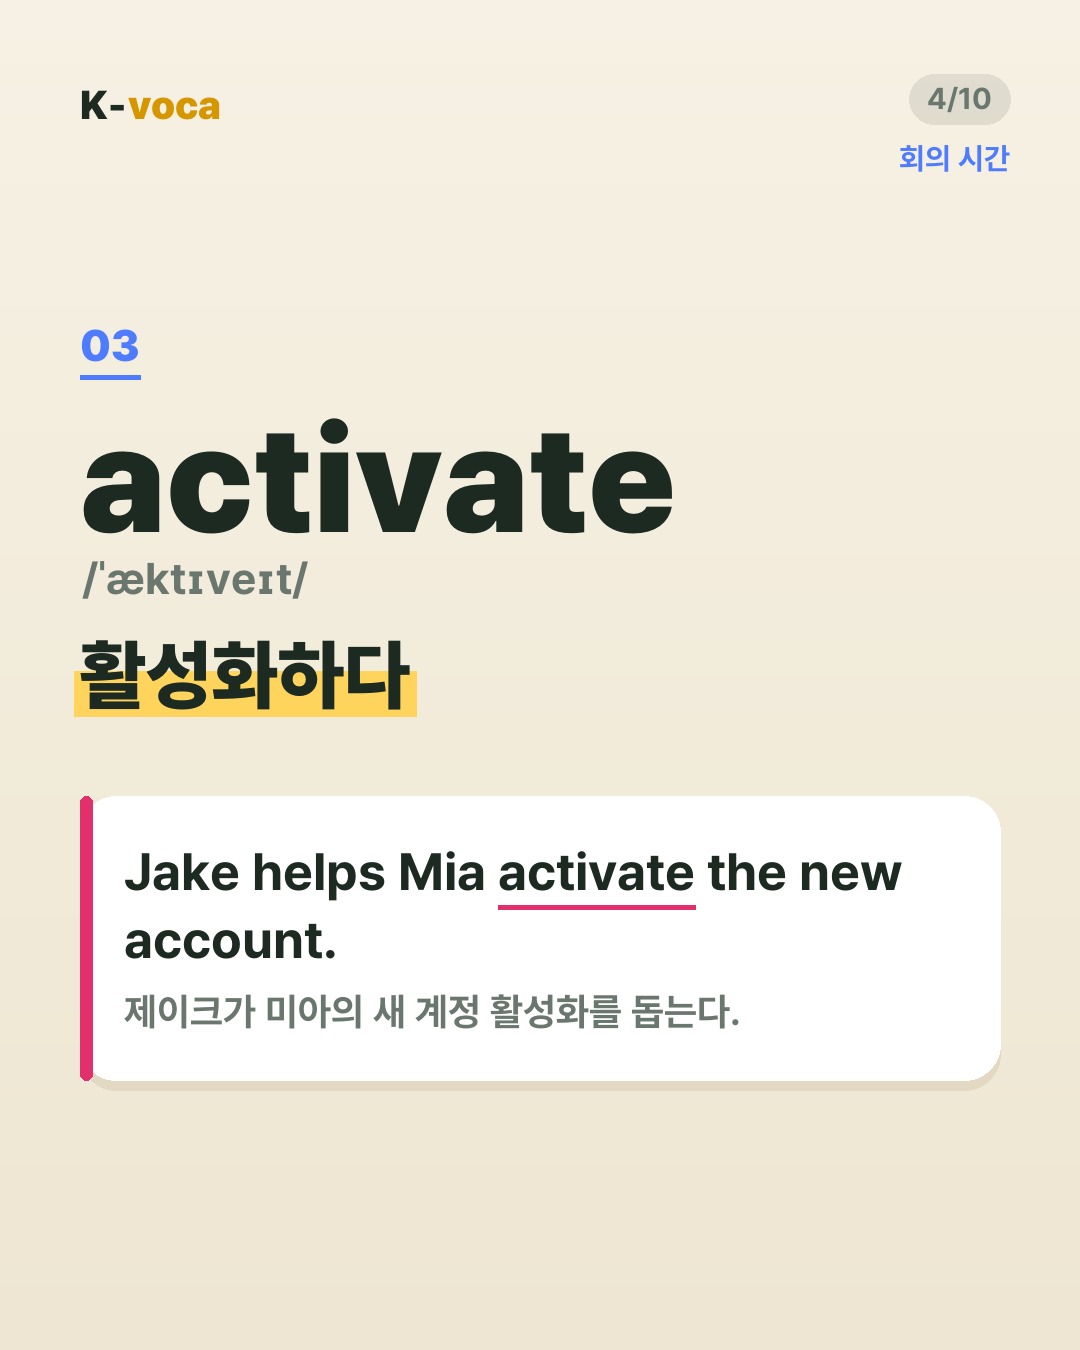 K-voca
4/10
회의 시간
03
activate
/ˈæktɪveɪt/
활성화하다
Jake helps Mia activate the new
account.
제이크가 미아의 새 계정 활성화를 돕는다.